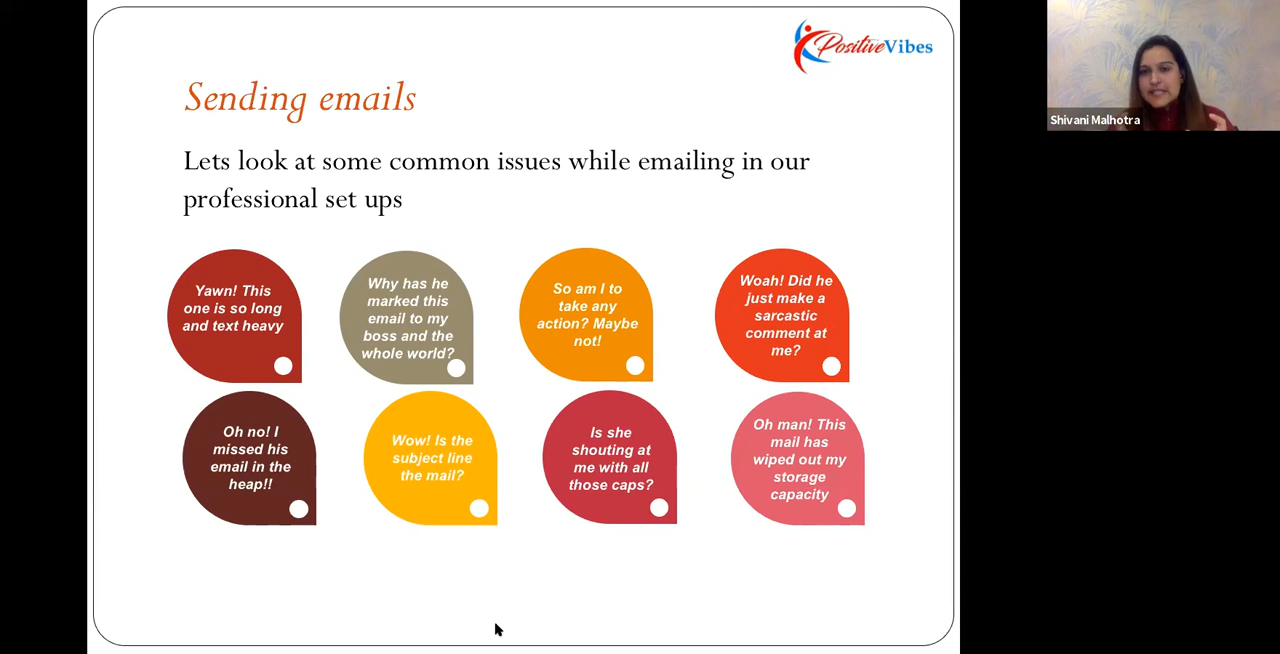 PositiveVibes
Shivani Malhotra
Sending emails
Lets look at some common issues while emailing in our
professional set ups
Yawn! This
one is so long
and text heavy
Why has he
marked this
email to my
boss and the
whole world?
So am I to
take any
action? Maybe
not!
Woah! Did he
just make a
sarcastic
comment at
me?
Oh no! I
missed his
email in the
heap!!
Wow! Is the
subject line
the mail?
Is she
shouting at
me with all
those caps?
Oh man! This
mail has
wiped out my
storage
capacity